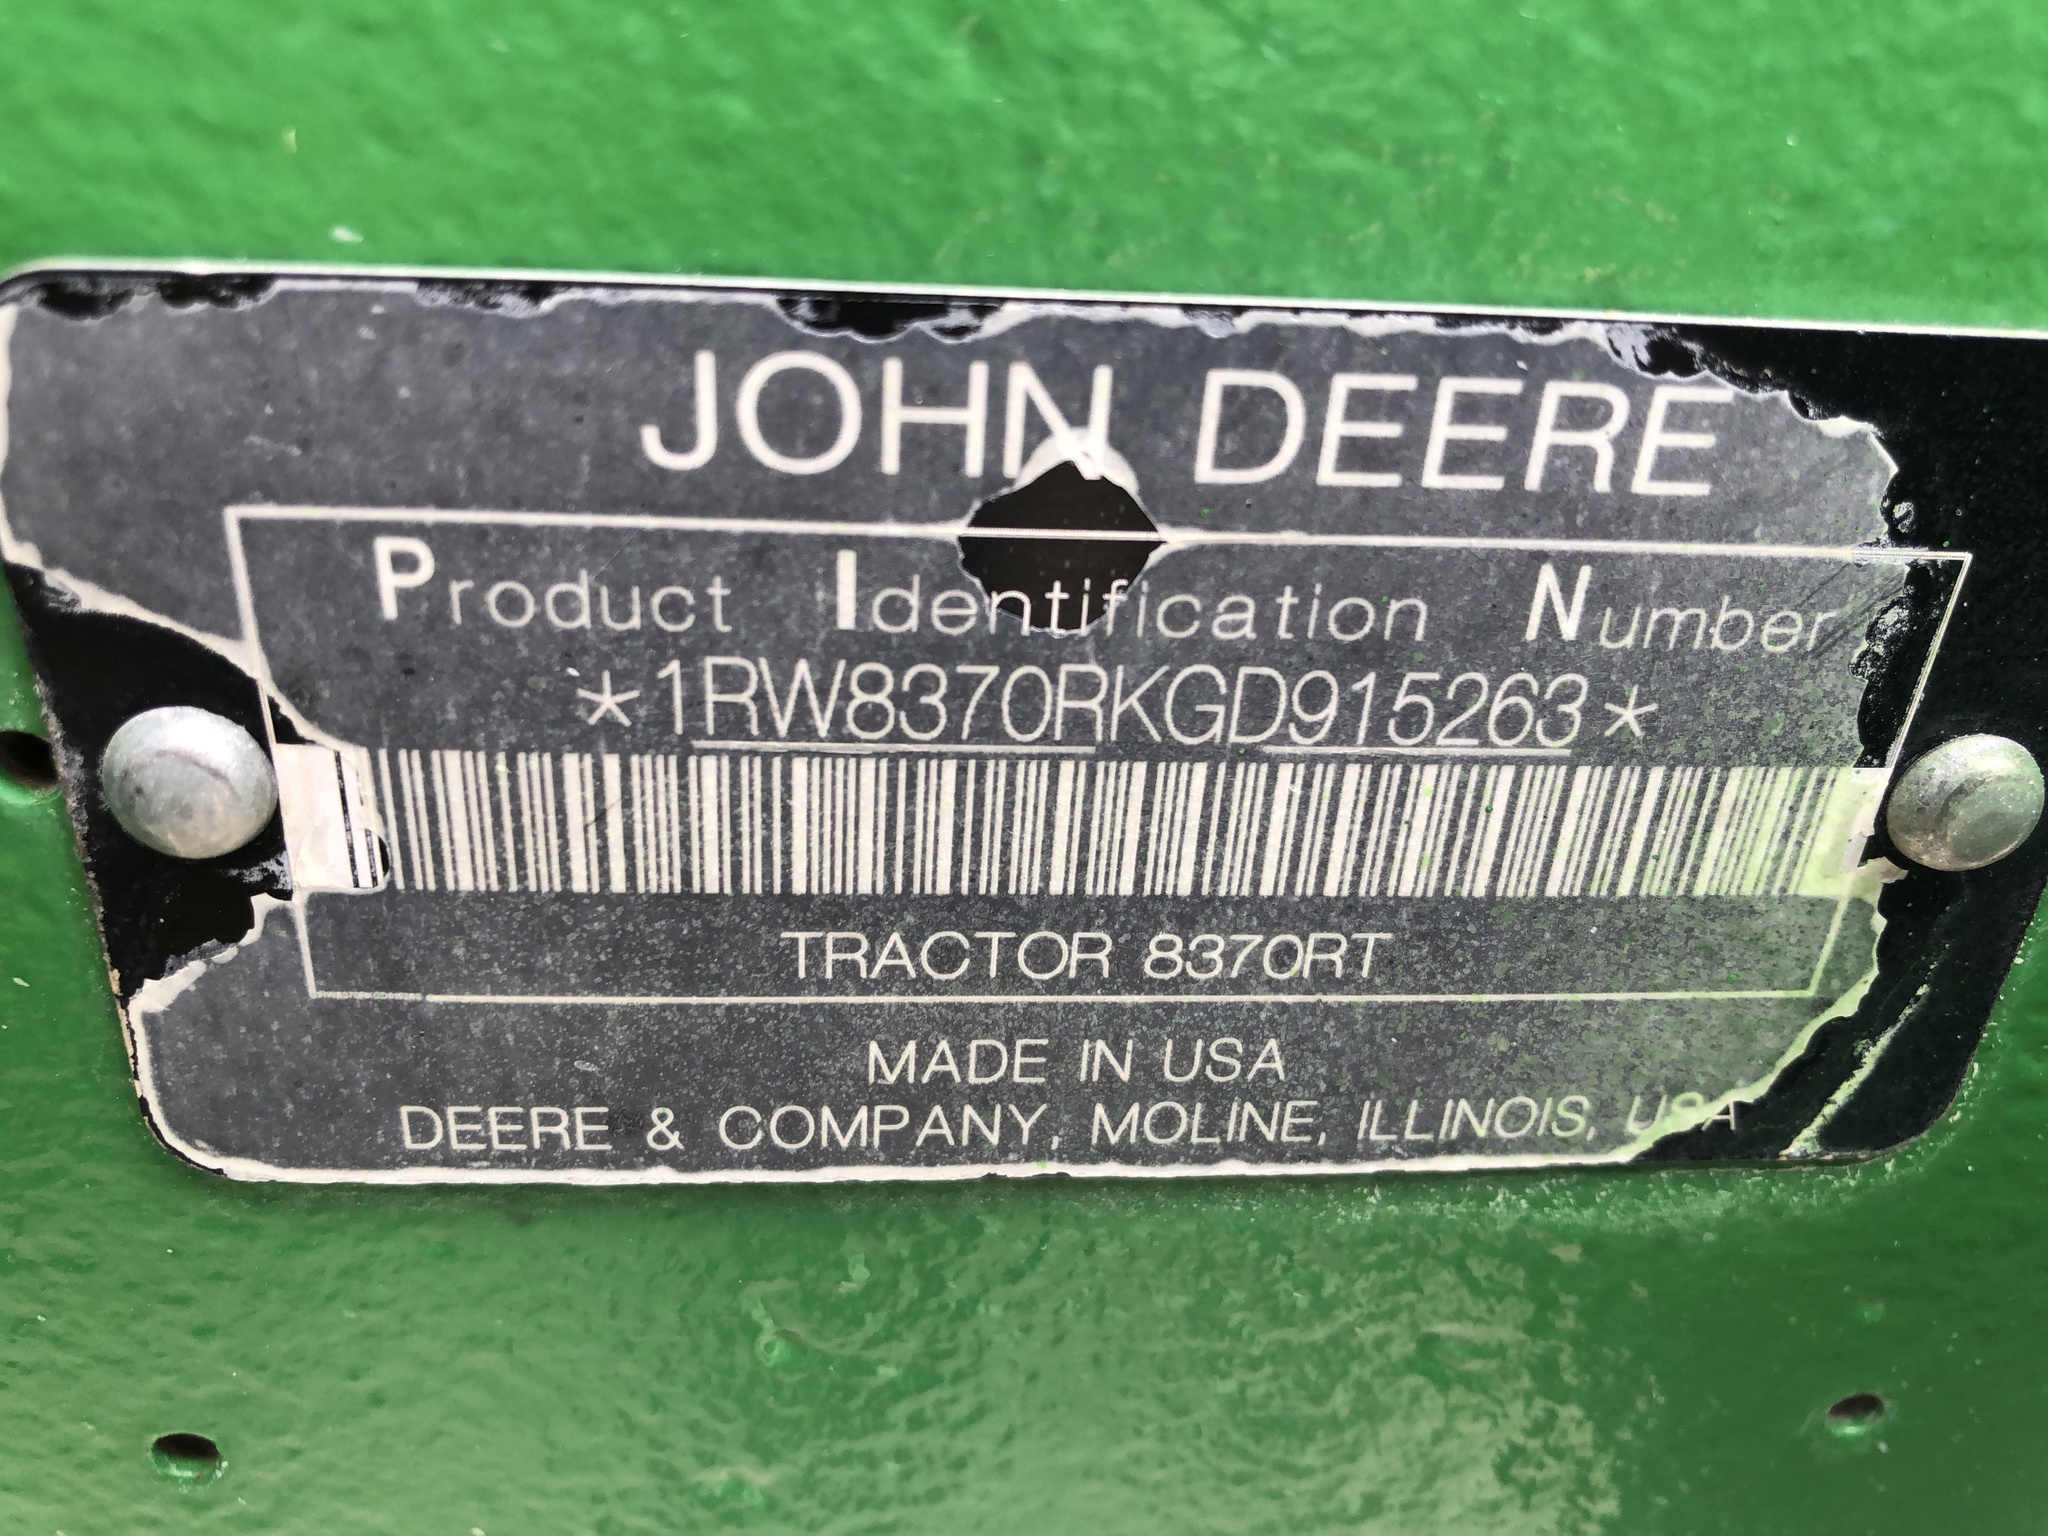 JOHN DEERE
Product Identification Number
*1RW8370RKGD915263*
TRACTOR 8370RT
MADE IN USA
DEERE & COMPANY, MOLINE, ILLINOIS, USA